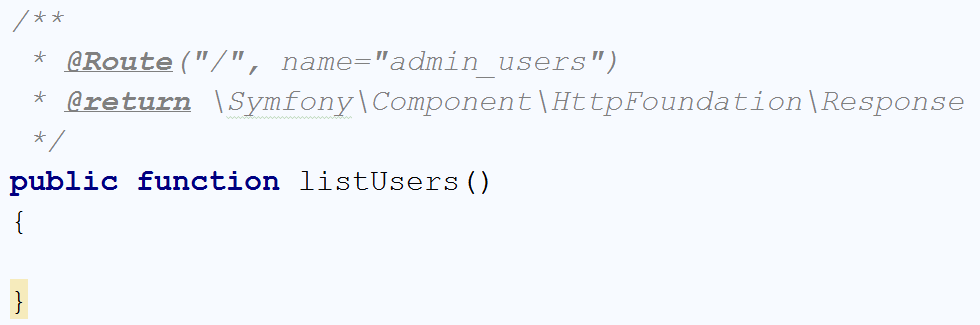 /**
 * @Route("/", name="admin_users")
 * @return \Symfony\Component\HttpFoundation\Response
 */
public function listUsers()
{
}